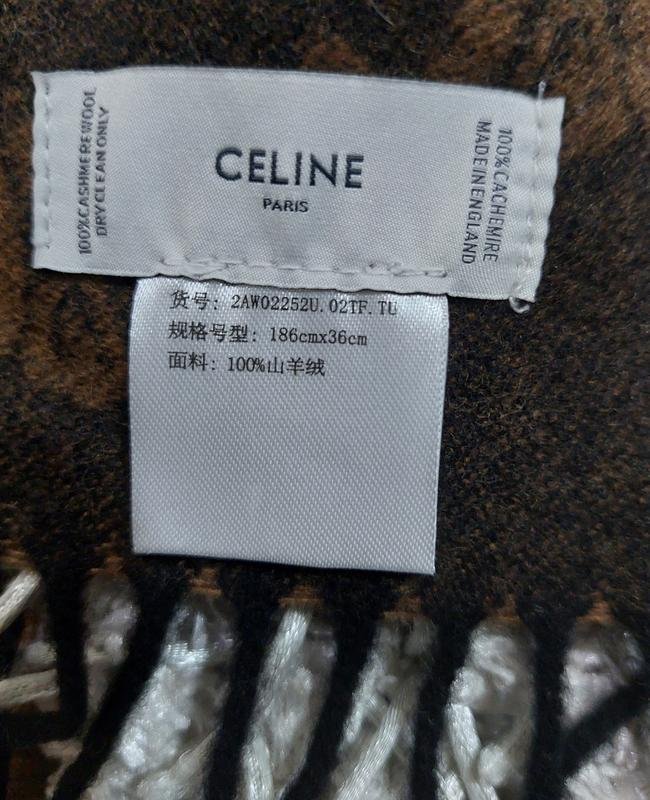 100%CASHMEREWOOL
DRYCLEANONLY
CELINE
PARIS
100%CACHEMIRE
MADEINENGLAND
货号: 2AW02252U.02TF.TU
规格号型: 186cmx36cm
面料: 100%山羊绒